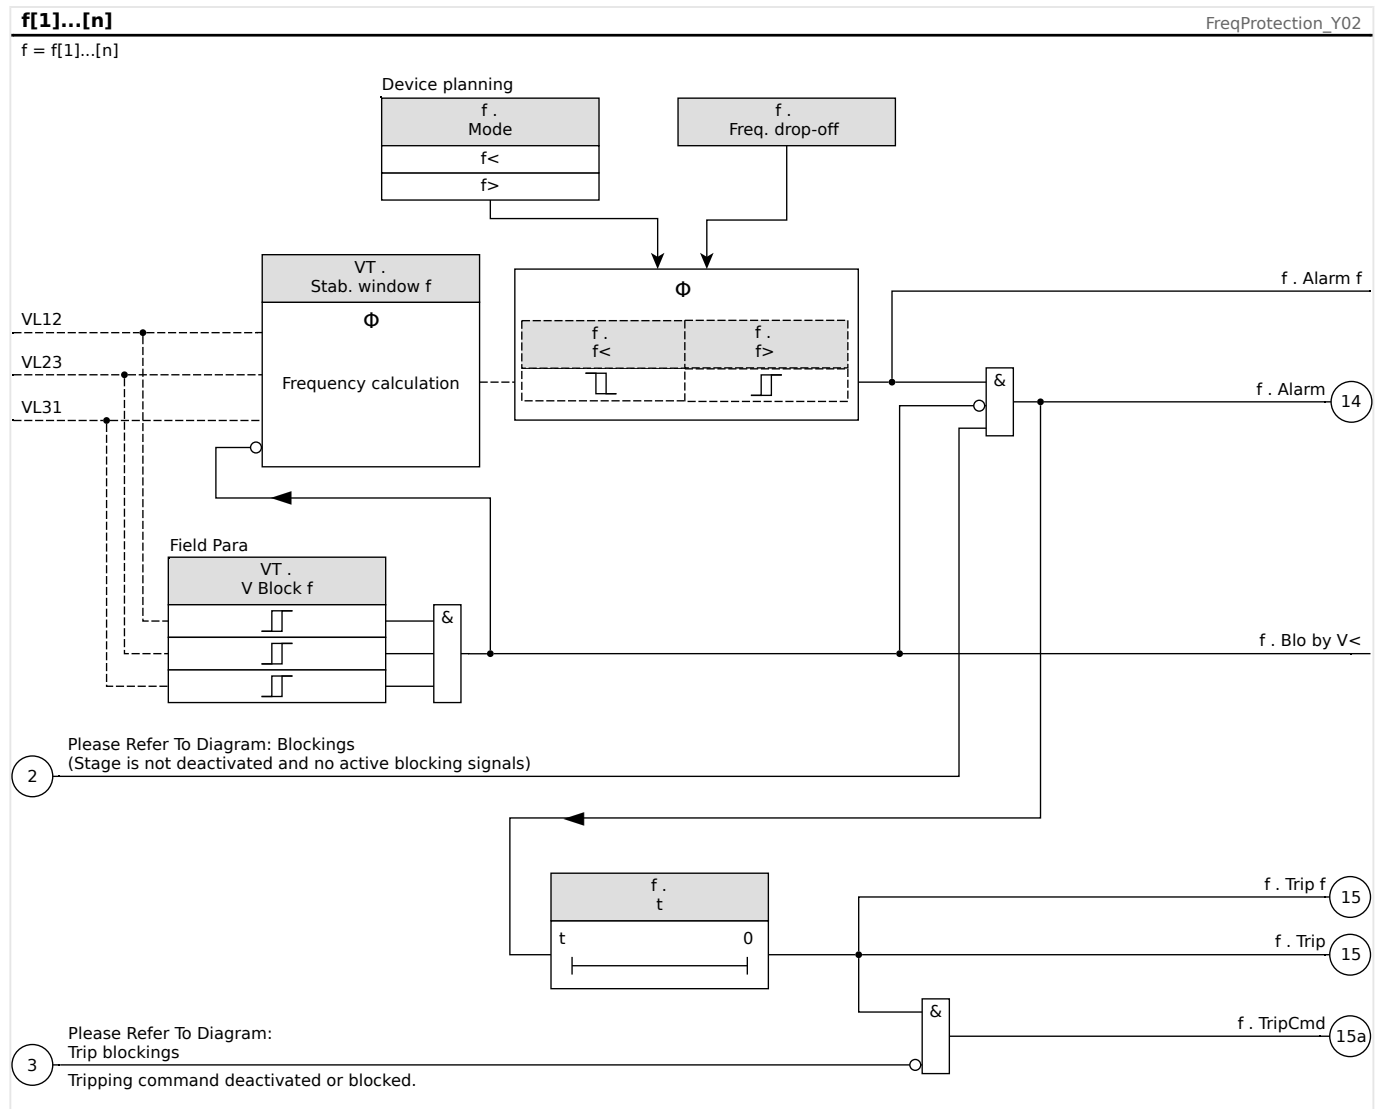 f[1]...[n]
FreqProtection_Y02
f = f[1]...[n]
Device planning
f .
Mode
f<
f>
f .
Freq. drop-off
VT .
Stab. window f
Φ
Frequency calculation
VL12
VL23
VL31
Φ
f .
f<
f .
f>
f . Alarm f
&
f . Alarm
14
Field Para
VT .
V Block f
&
f . Blo by V<
Please Refer To Diagram: Blockings
(Stage is not deactivated and no active blocking signals)
2
f .
t
t 0
f . Trip f
15
f . Trip
15
&
f . TripCmd
15a
Please Refer To Diagram:
Trip blockings
3
Tripping command deactivated or blocked.